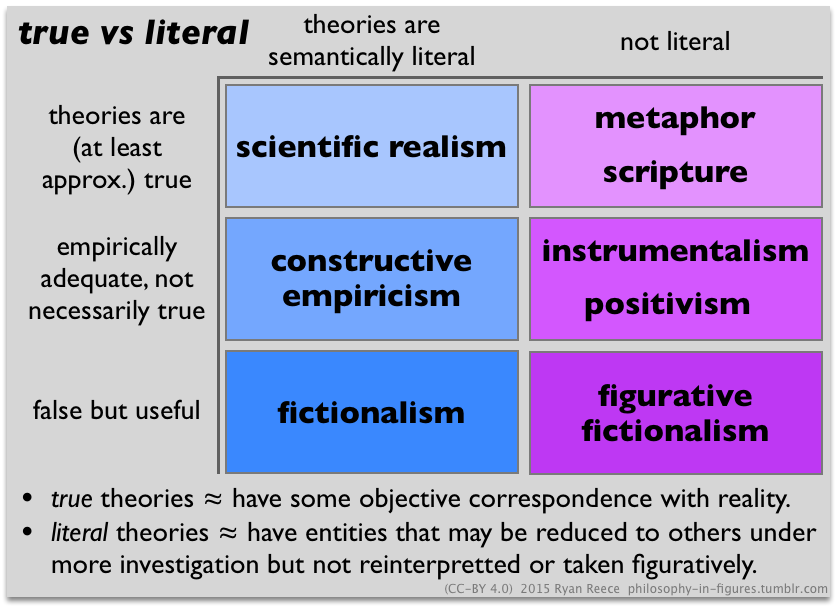 true vs literal
theories are
semantically literal
not literal
theories are
(at least
approx.) true
scientific realism
metaphor
scripture
empirically
adequate, not
necessarily true
constructive
empiricism
instrumentalism
positivism
false but useful
fictionalism
figurative
fictionalism
• true theories ≈ have some objective correspondence with reality.
• literal theories ≈ have entities that may be reduced to others under
more investigation but not reinterpretted or taken figuratively.
(CC-BY 4.0) 2015 Ryan Reece philosophy-in-figures.tumblr.com